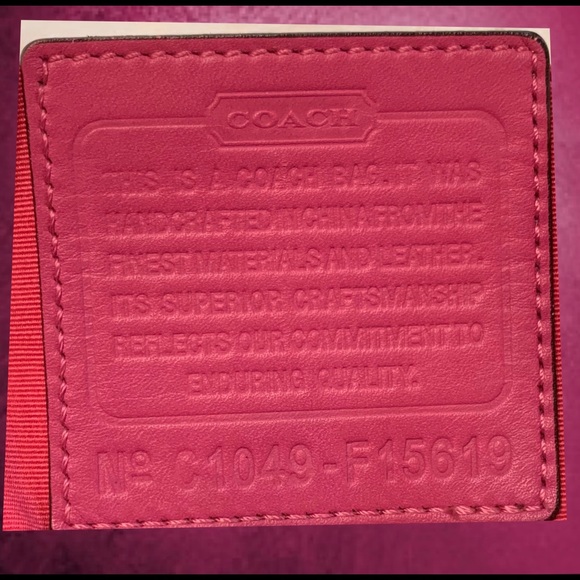 COACH
THIS IS A COACH BAG. IT WAS
HANDCRAFTED IN CHINA FROM THE
FINEST MATERIALS AND LEATHER.
ITS SUPERIOR CRAFTSMANSHIP
REFLECTS OUR COMMITMENT TO
ENDURING QUALITY.
Nº C1049-F15619